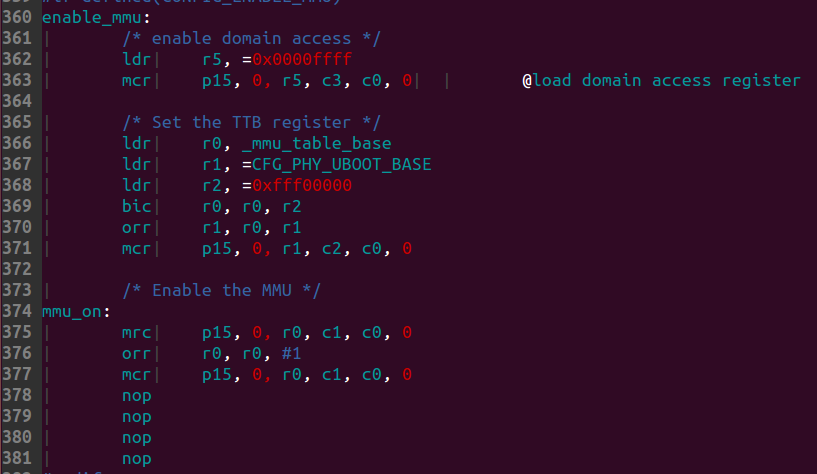 360 enable_mmu:
361 /* enable domain access */
362 ldr r5, =0x0000ffff
363 mcr p15, 0, r5, c3, c0, 0 @load domain access register
364
365 /* Set the TTB register */
366 ldr r0, _mmu_table_base
367 ldr r1, =CFG_PHY_UBOOT_BASE
368 ldr r2, =0xfff00000
369 bic r0, r0, r2
370 orr r1, r0, r1
371 mcr p15, 0, r1, c2, c0, 0
372
373 /* Enable the MMU */
374 mmu_on:
375 mrc p15, 0, r0, c1, c0, 0
376 orr r0, r0, #1
377 mcr p15, 0, r0, c1, c0, 0
378 nop
379 nop
380 nop
381 nop